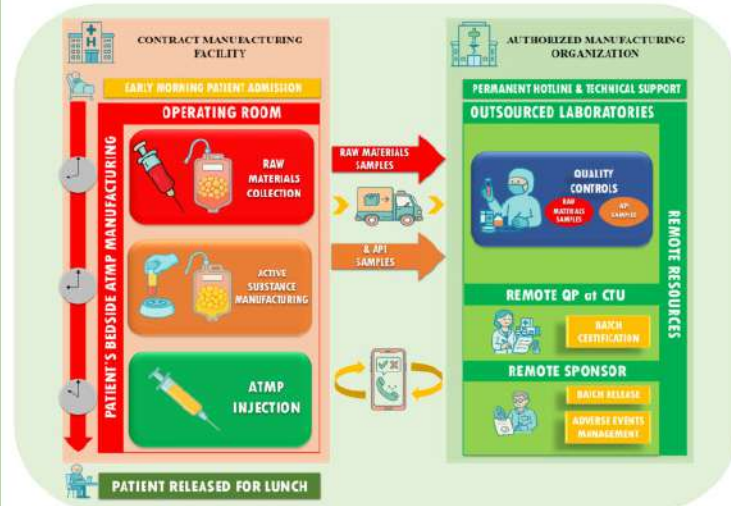 CONTRACT MANUFACTURING
FACILITY
EARLY MORNING PATIENT ADMISSION
OPERATING ROOM
PATIENT'S BEDSIDE ATMP MANUFACTURING
RAW
MATERIALS
COLLECTION
ACTIVE
SUBSTANCE
MANUFACTURING
ATMP
INJECTION
PATIENT RELEASED FOR LUNCH
RAW MATERIALS
SAMPLES
& API
SAMPLES
AUTHORIZED MANUFACTURING
ORGANIZATION
PERMANENT HOTLINE & TECHNICAL SUPPORT
OUTSOURCED LABORATORIES
QUALITY
CONTROLS
RAW
MATERIALS
SAMPLES
API
SAMPLES
REMOTE RESOURCES
REMOTE QP at CTU
BATCH
CERTIFICATION
REMOTE SPONSOR
BATCH RELEASE
ADVERSE EVENTS
MANAGEMENT